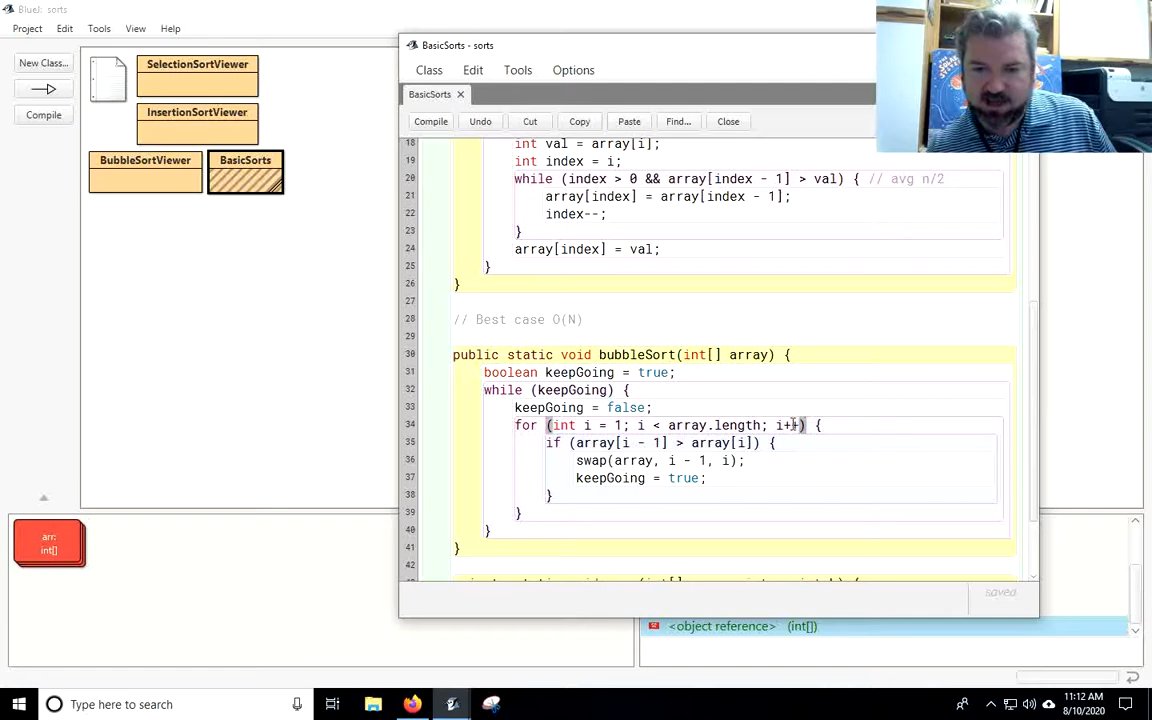 BlueJ: sorts
Project Edit Tools View Help
New Class...
Compile
SelectionSortViewer
InsertionSortViewer
BubbleSortViewer
BasicSorts
arr:
int[]
BasicSorts - sorts
Class Edit Tools Options
BasicSorts ×
Compile Undo Cut Copy Paste Find... Close
18 int val = array[i];
19 int index = i;
20 while (index > 0 && array[index - 1] > val) { // avg n/2
21 array[index] = array[index - 1];
22 index--;
23 }
24 array[index] = val;
25 }
26 }
27
28 // Best case O(N)
29
30 public static void bubbleSort(int[] array) {
31 boolean keepGoing = true;
32 while (keepGoing) {
33 keepGoing = false;
34 for (int i = 1; i < array.length; i++) {
35 if (array[i - 1] > array[i]) {
36 swap(array, i - 1, i);
37 keepGoing = true;
38 }
39 }
40 }
41 }
42
saved
<object reference> (int[])
Type here to search
11:12 AM
8/10/2020